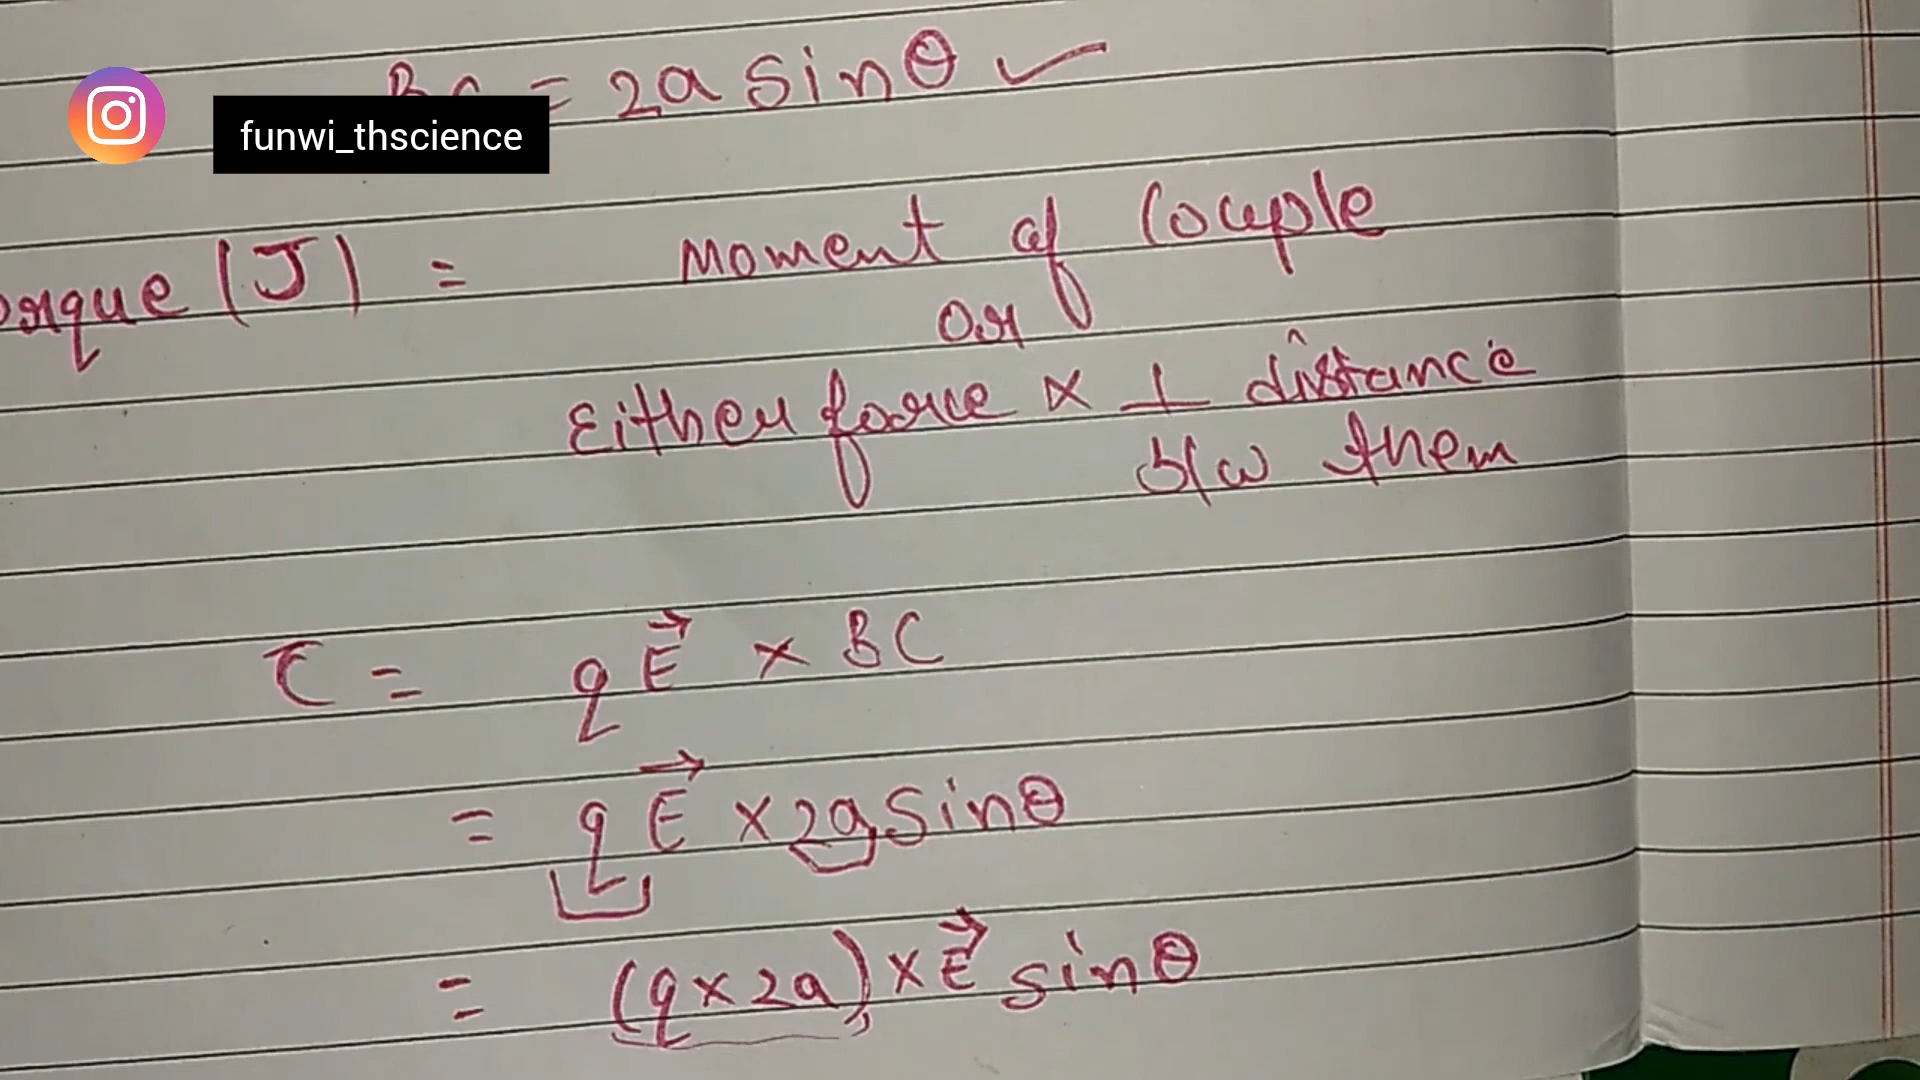 BC = 2a sinθ ✓
funwi_thscience
orque (J) = Moment of Couple
or
Either force × ⊥ distance
b/w them
τ = qE⃗ × BC
= qE⃗ × 2a sinθ
= (q × 2a) × E⃗ sinθ